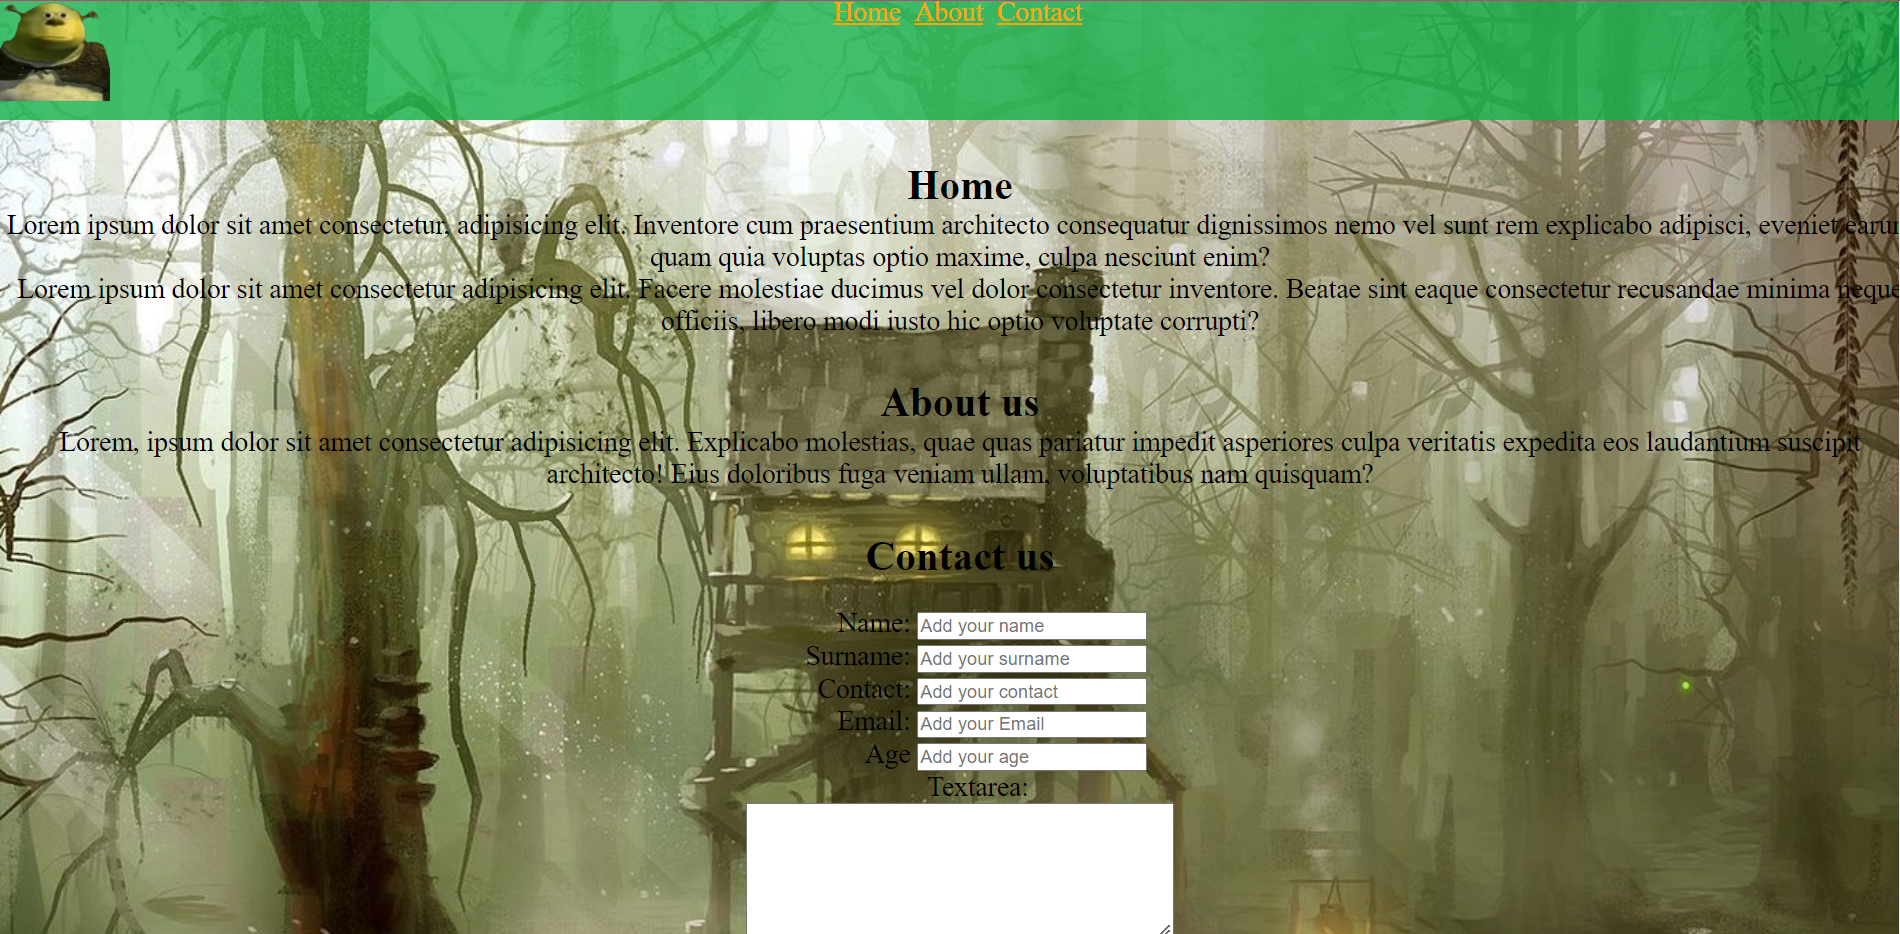 Home About Contact
Home
Lorem ipsum dolor sit amet consectetur, adipisicing elit. Inventore cum praesentium architecto consequatur dignissimos nemo vel sunt rem explicabo adipisci, eveniet
quam quia voluptas optio maxime, culpa nesciunt enim?
Lorem ipsum dolor sit amet consectetur adipisicing elit. Facere molestiae ducimus vel dolor consectetur inventore. Beatae sint eaque consectetur recusandae minima neque
officiis, libero modi iusto hic optio voluptate corrupti?
About us
Lorem, ipsum dolor sit amet consectetur adipisicing elit. Explicabo molestias, quae quas pariatur impedit asperiores culpa veritatis expedita eos laudantium suscipit
architecto! Eius doloribus fuga veniam ullam, voluptatibus nam quisquam?
Contact us
Name: Add your name
Surname: Add your surname
Contact: Add your contact
Email: Add your Email
Age Add your age
Textarea: